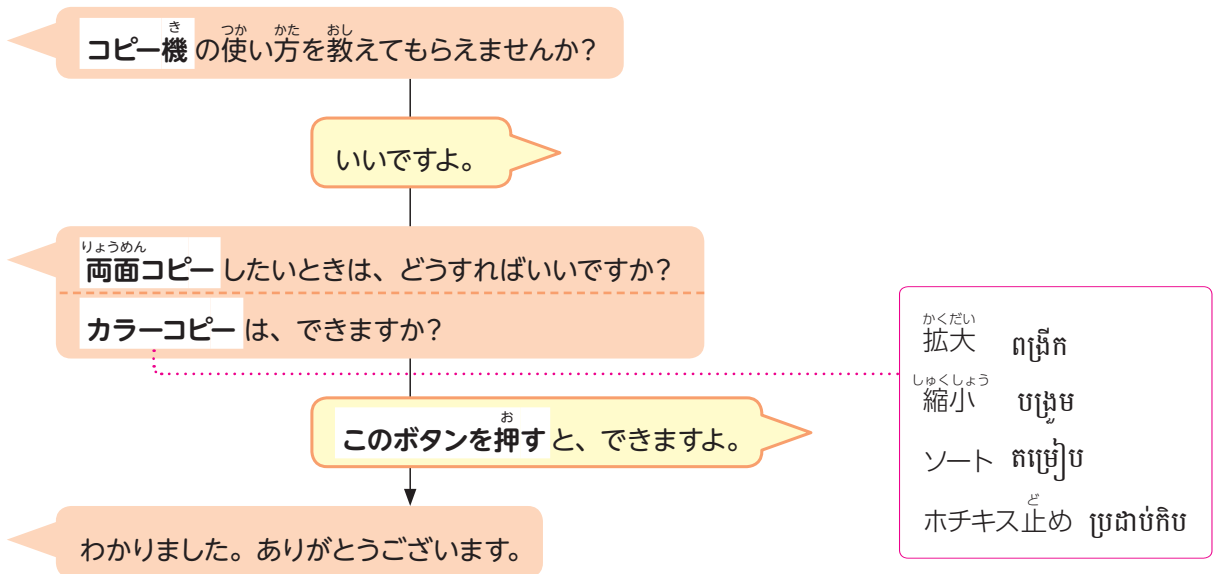 コピー機の使い方を教えてもらえませんか?
いいですよ。
両面コピーしたいときは、どうすればいいですか?
カラーコピーは、できますか?
このボタンを押すと、できますよ。
わかりました。ありがとうございます。
拡大 ពង្រីក
縮小 បង្រួម
ソート តម្រៀប
ホチキス止め ប្រដាប់កិប